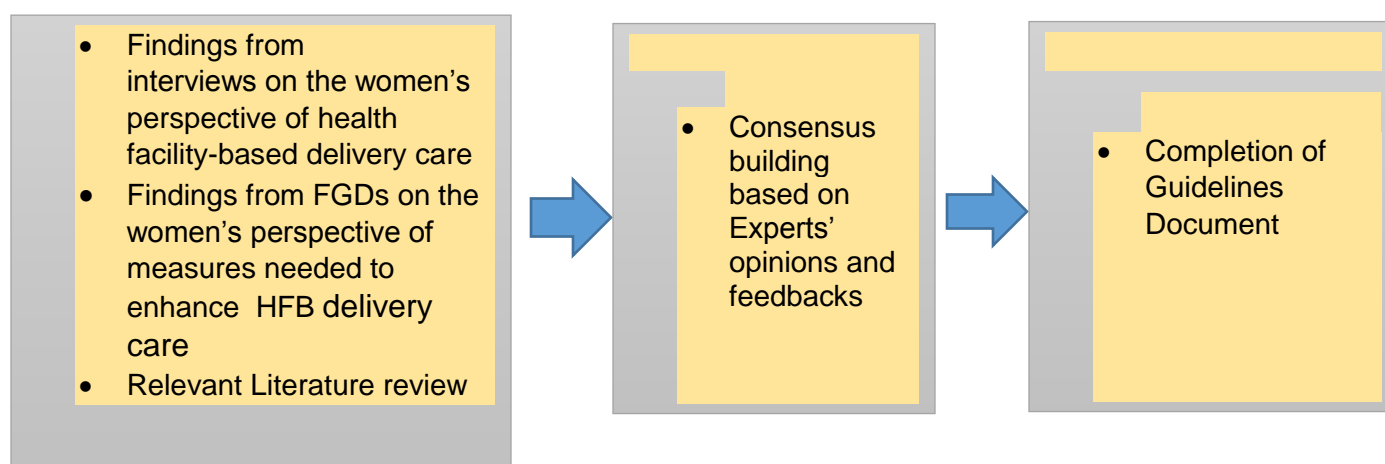 • Findings from
interviews on the women’s
perspective of health
facility-based delivery care
• Findings from FGDs on the
women’s perspective of
measures needed to
enhance HFB delivery
care
• Relevant Literature review
• Consensus
building
based on
Experts’
opinions and
feedbacks
• Completion of
Guidelines
Document